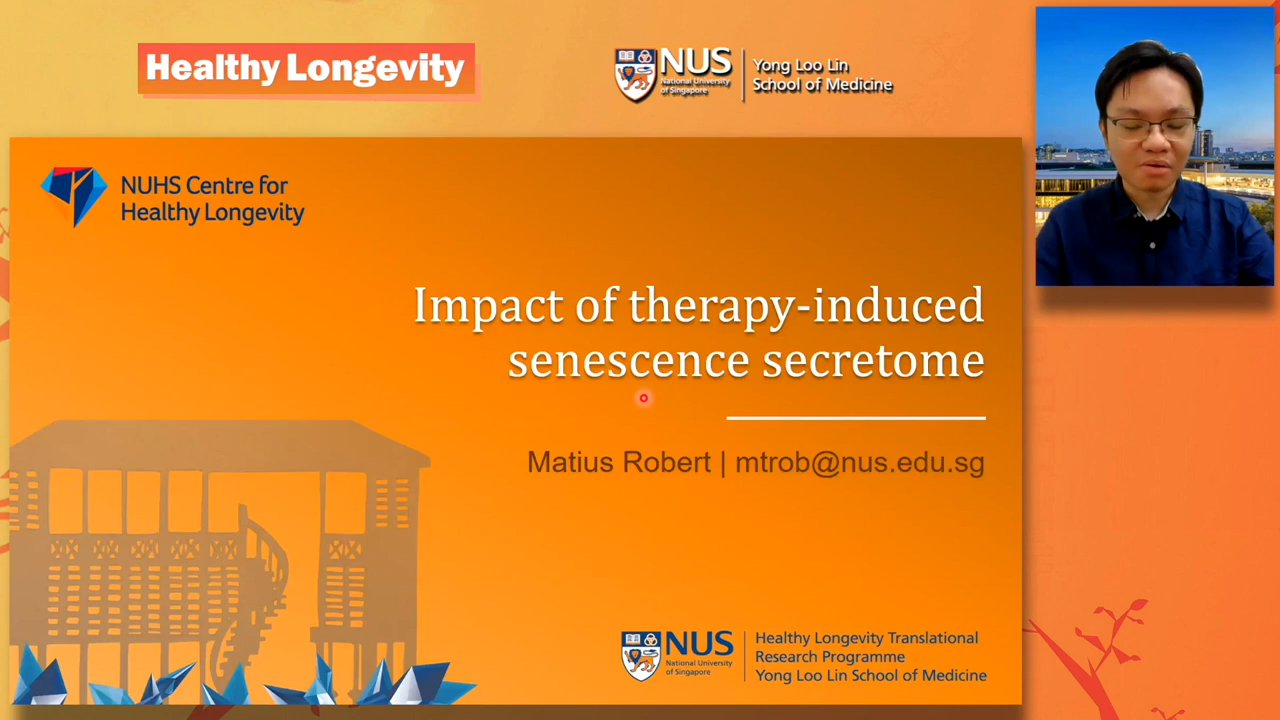 Healthy Longevity
NUS
National University
of Singapore
Yong Loo Lin
School of Medicine
NUHS Centre for
Healthy Longevity
Impact of therapy-induced
senescence secretome
Matius Robert | mtrob@nus.edu.sg
NUS
National University
of Singapore
Healthy Longevity Translational
Research Programme
Yong Loo Lin School of Medicine